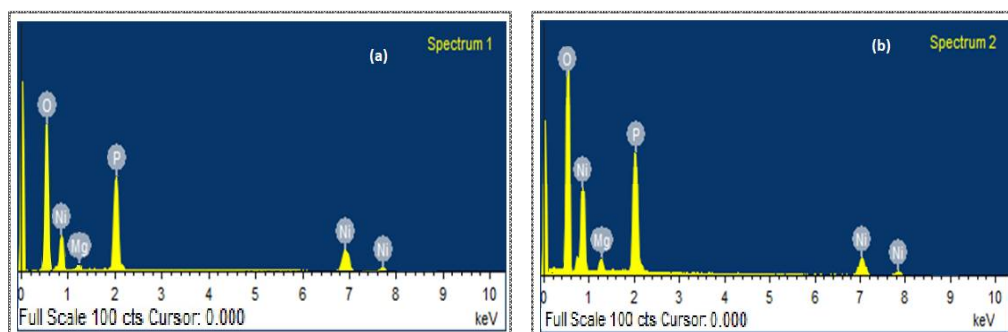 (a) Spectrum 1
O
P
Ni
Mg
Ni
Ni
0 1 2 3 4 5 6 7 8 9 10
Full Scale 100 cts Cursor: 0.000 keV
(b) Spectrum 2
O
P
Ni
Mg
Ni
Ni
0 1 2 3 4 5 6 7 8 9 10
Full Scale 100 cts Cursor: 0.000 keV